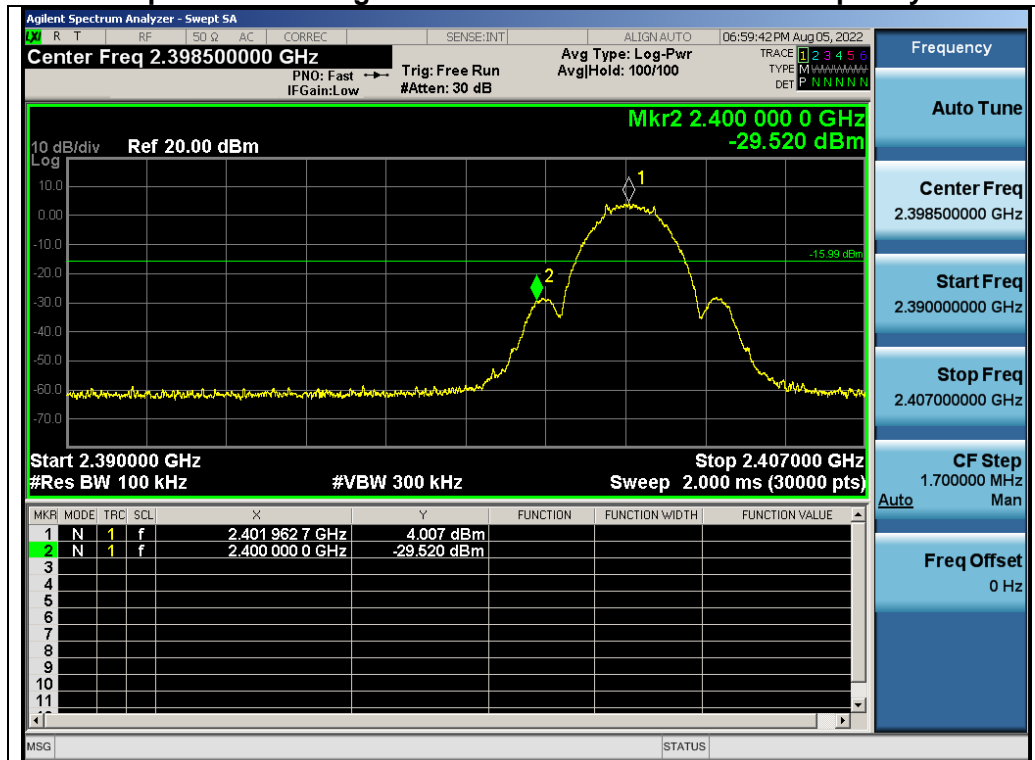 Agilent Spectrum Analyzer - Swept SA
LXI R T RF 50 Ω AC CORREC SENSE:INT ALIGN AUTO 06:59:42 PM Aug 05, 2022
Center Freq 2.398500000 GHz
PNO: Fast
IFGain:Low
Trig: Free Run
#Atten: 30 dB
Avg Type: Log-Pwr
Avg|Hold: 100/100
TRACE 1 2 3 4 5 6
TYPE M WWWWW
DET P N N N N N
Mkr2 2.400 000 0 GHz
-29.520 dBm
10 dB/div Ref 20.00 dBm
Log
10.0
0.00
-10.0
-20.0
-30.0
-40.0
-50.0
-60.0
-70.0
1
2
-15.99 dBm
Start 2.390000 GHz Stop 2.407000 GHz
#Res BW 100 kHz #VBW 300 kHz Sweep 2.000 ms (30000 pts)
MKR MODE TRC SCL X Y FUNCTION FUNCTION WIDTH FUNCTION VALUE
1 N 1 f 2.401 962 7 GHz 4.007 dBm
2 N 1 f 2.400 000 0 GHz -29.520 dBm
3
4
5
6
7
8
9
10
11
MSG STATUS
Frequency
Auto Tune
Center Freq
2.398500000 GHz
Start Freq
2.390000000 GHz
Stop Freq
2.407000000 GHz
CF Step
1.700000 MHz
Auto Man
Freq Offset
0 Hz